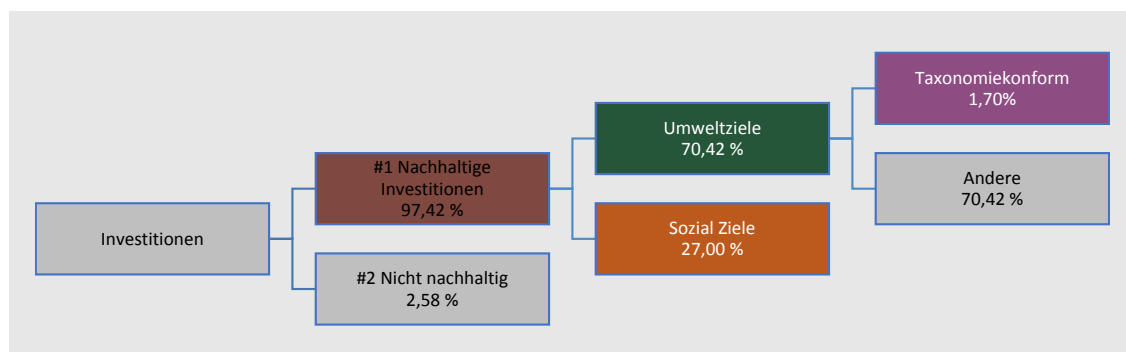 Investitionen
#1 Nachhaltige
Investitionen
97,42 %
#2 Nicht nachhaltig
2,58 %
Umweltziele
70,42 %
Sozial Ziele
27,00 %
Taxonomiekonform
1,70%
Andere
70,42 %